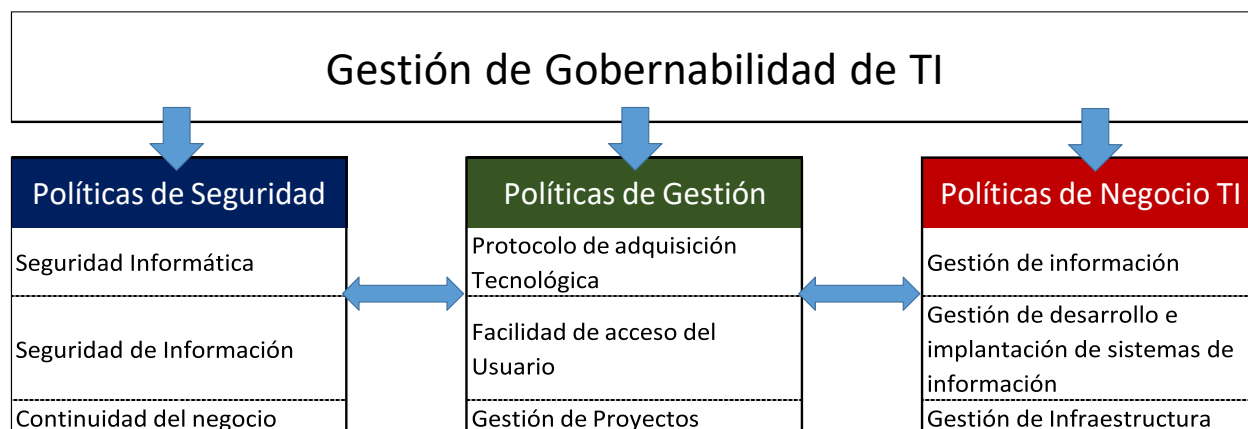 Gestión de Gobernabilidad de TI
Políticas de Seguridad
Seguridad Informática
Seguridad de Información
Continuidad del negocio
Políticas de Gestión
Protocolo de adquisición
Tecnológica
Facilidad de acceso del
Usuario
Gestión de Proyectos
Políticas de Negocio TI
Gestión de información
Gestión de desarrollo e
implantación de sistemas de
información
Gestión de Infraestructura